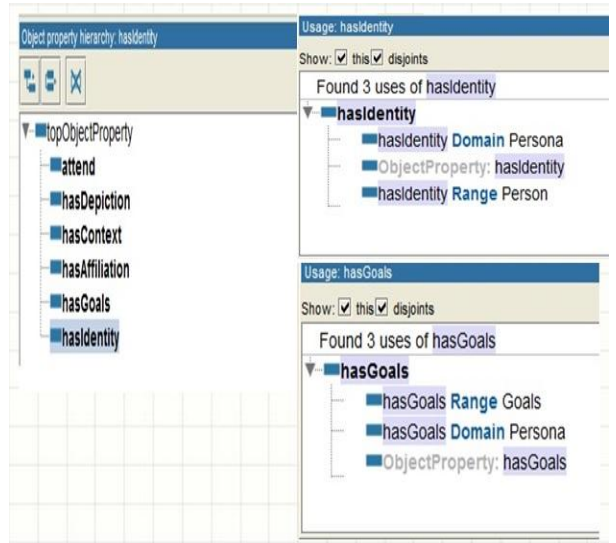 Object property hierarchy: hasIdentity
topObjectProperty
attend
hasDepiction
hasContext
hasAffiliation
hasGoals
hasIdentity
Usage: hasIdentity
Show: this disjoints
Found 3 uses of hasIdentity
hasIdentity
hasIdentity Domain Persona
ObjectProperty: hasIdentity
hasIdentity Range Person
Usage: hasGoals
Show: this disjoints
Found 3 uses of hasGoals
hasGoals
hasGoals Range Goals
hasGoals Domain Persona
ObjectProperty: hasGoals